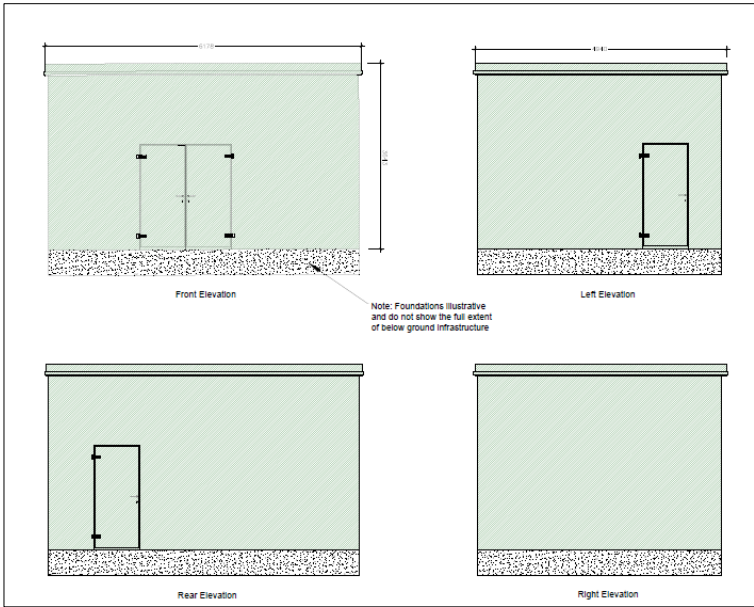 Front Elevation
Left Elevation
Note: Foundations illustrative
and do not show the full extent
of below ground infrastructure
Rear Elevation
Right Elevation